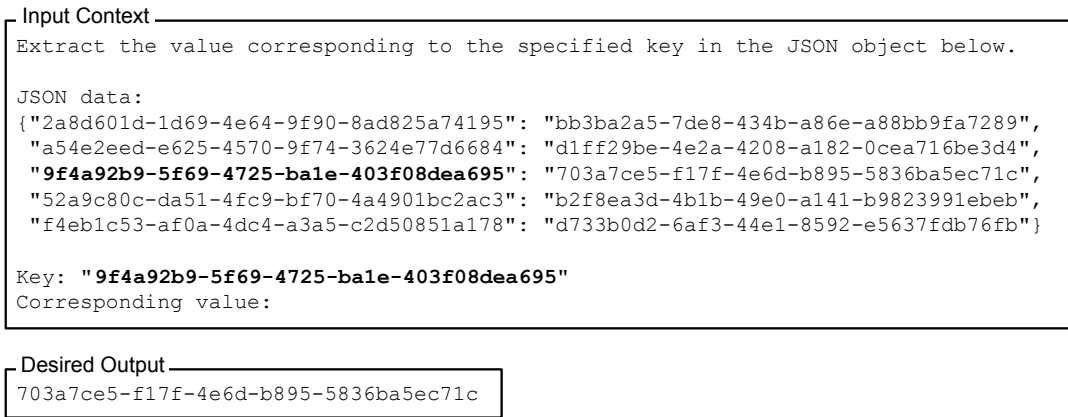 Input Context
Extract the value corresponding to the specified key in the JSON object below.
JSON data:
{"2a8d601d-1d69-4e64-9f90-8ad825a74195": "bb3ba2a5-7de8-434b-a86e-a88bb9fa7289",
"a54e2eed-e625-4570-9f74-3624e77d6684": "d1ff29be-4e2a-4208-a182-0cea716be3d4",
"9f4a92b9-5f69-4725-ba1e-403f08dea695": "703a7ce5-f17f-4e6d-b895-5836ba5ec71c",
"52a9c80c-da51-4fc9-bf70-4a4901bc2ac3": "b2f8ea3d-4b1b-49e0-a141-b9823991ebeb",
"f4eb1c53-af0a-4dc4-a3a5-c2d50851a178": "d733b0d2-6af3-44e1-8592-e5637fdb76fb"}
Key: "9f4a92b9-5f69-4725-ba1e-403f08dea695"
Corresponding value:
Desired Output
703a7ce5-f17f-4e6d-b895-5836ba5ec71c